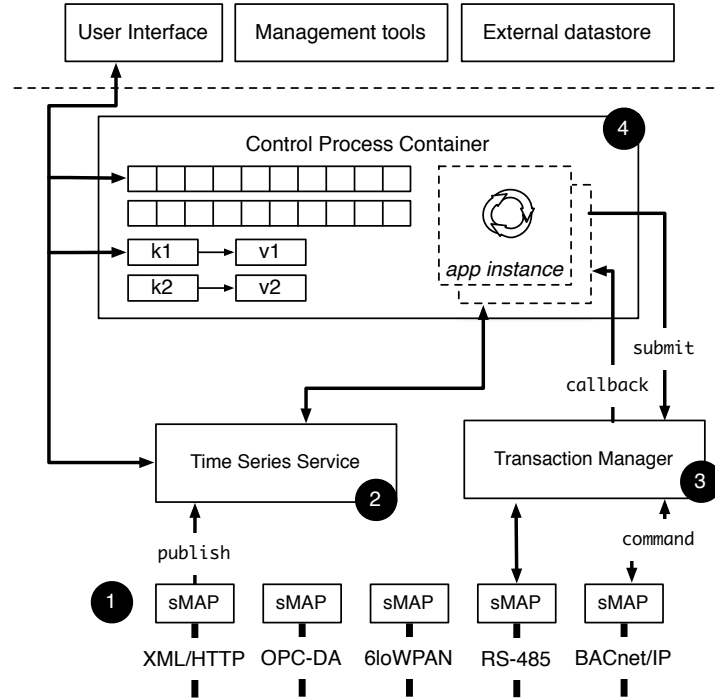 User Interface
Management tools
External datastore
4
Control Process Container
k1
v1
k2
v2
app instance
submit
callback
Time Series Service
2
Transaction Manager
3
publish
command
1
sMAP
sMAP
sMAP
sMAP
sMAP
XML/HTTP
OPC-DA
6loWPAN
RS-485
BACnet/IP